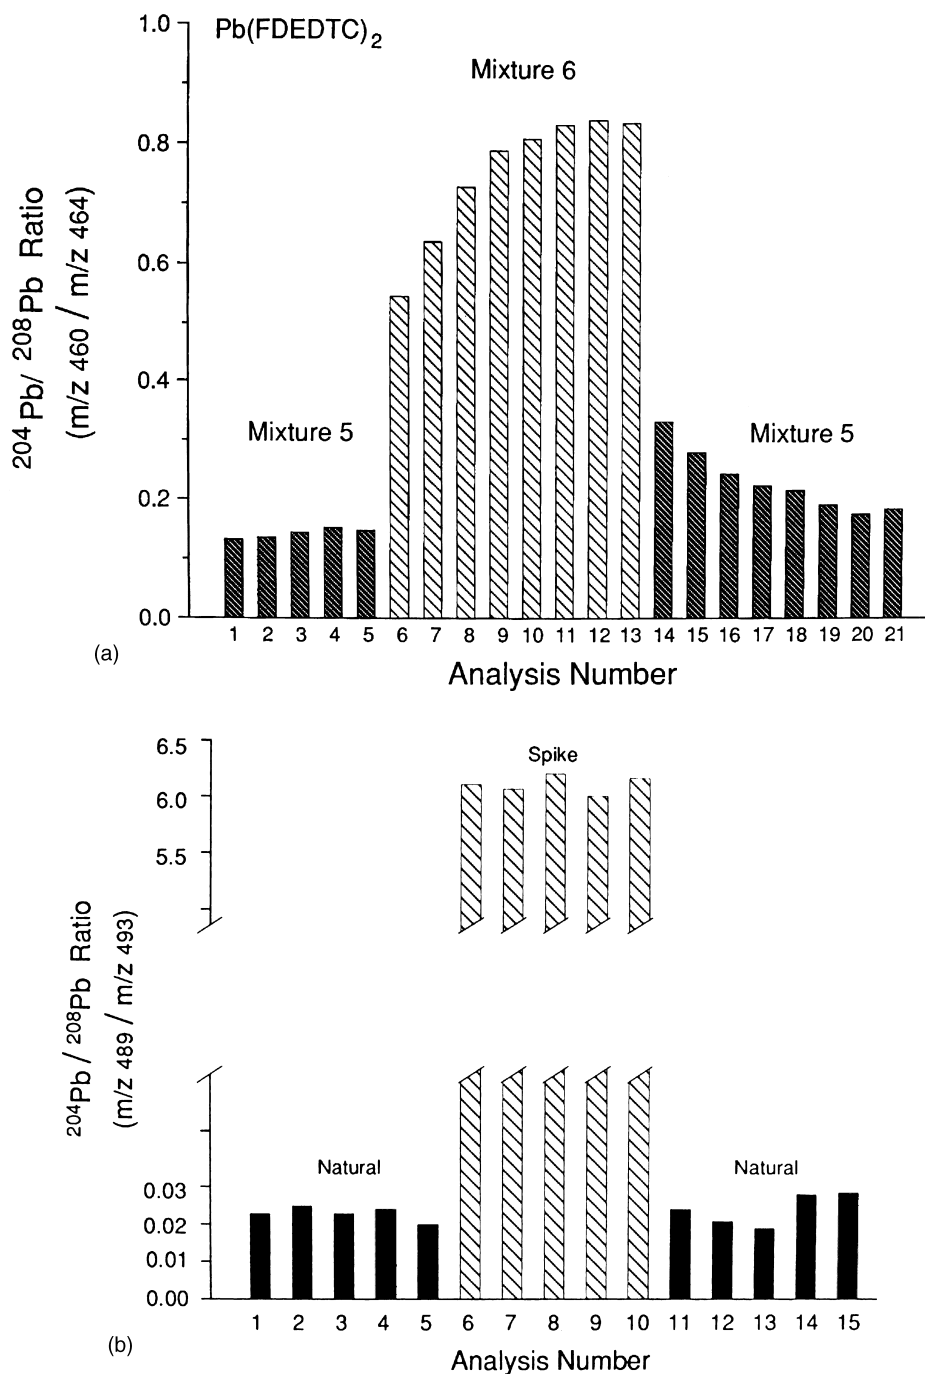 Pb(FDEDTC)2
Mixture 6
1.0
0.8
0.6
0.4
0.2
0.0
204Pb/ 208Pb Ratio
(m/z 460 / m/z 464)
Mixture 5
Mixture 5
1 2 3 4 5 6 7 8 9 10 11 12 13 14 15 16 17 18 19 20 21
(a)
Analysis Number
6.5
6.0
5.5
Spike
204Pb / 208Pb Ratio
(m/z 489 / m/z 493)
Natural
Natural
0.03
0.02
0.01
0.00
1 2 3 4 5 6 7 8 9 10 11 12 13 14 15
(b)
Analysis Number